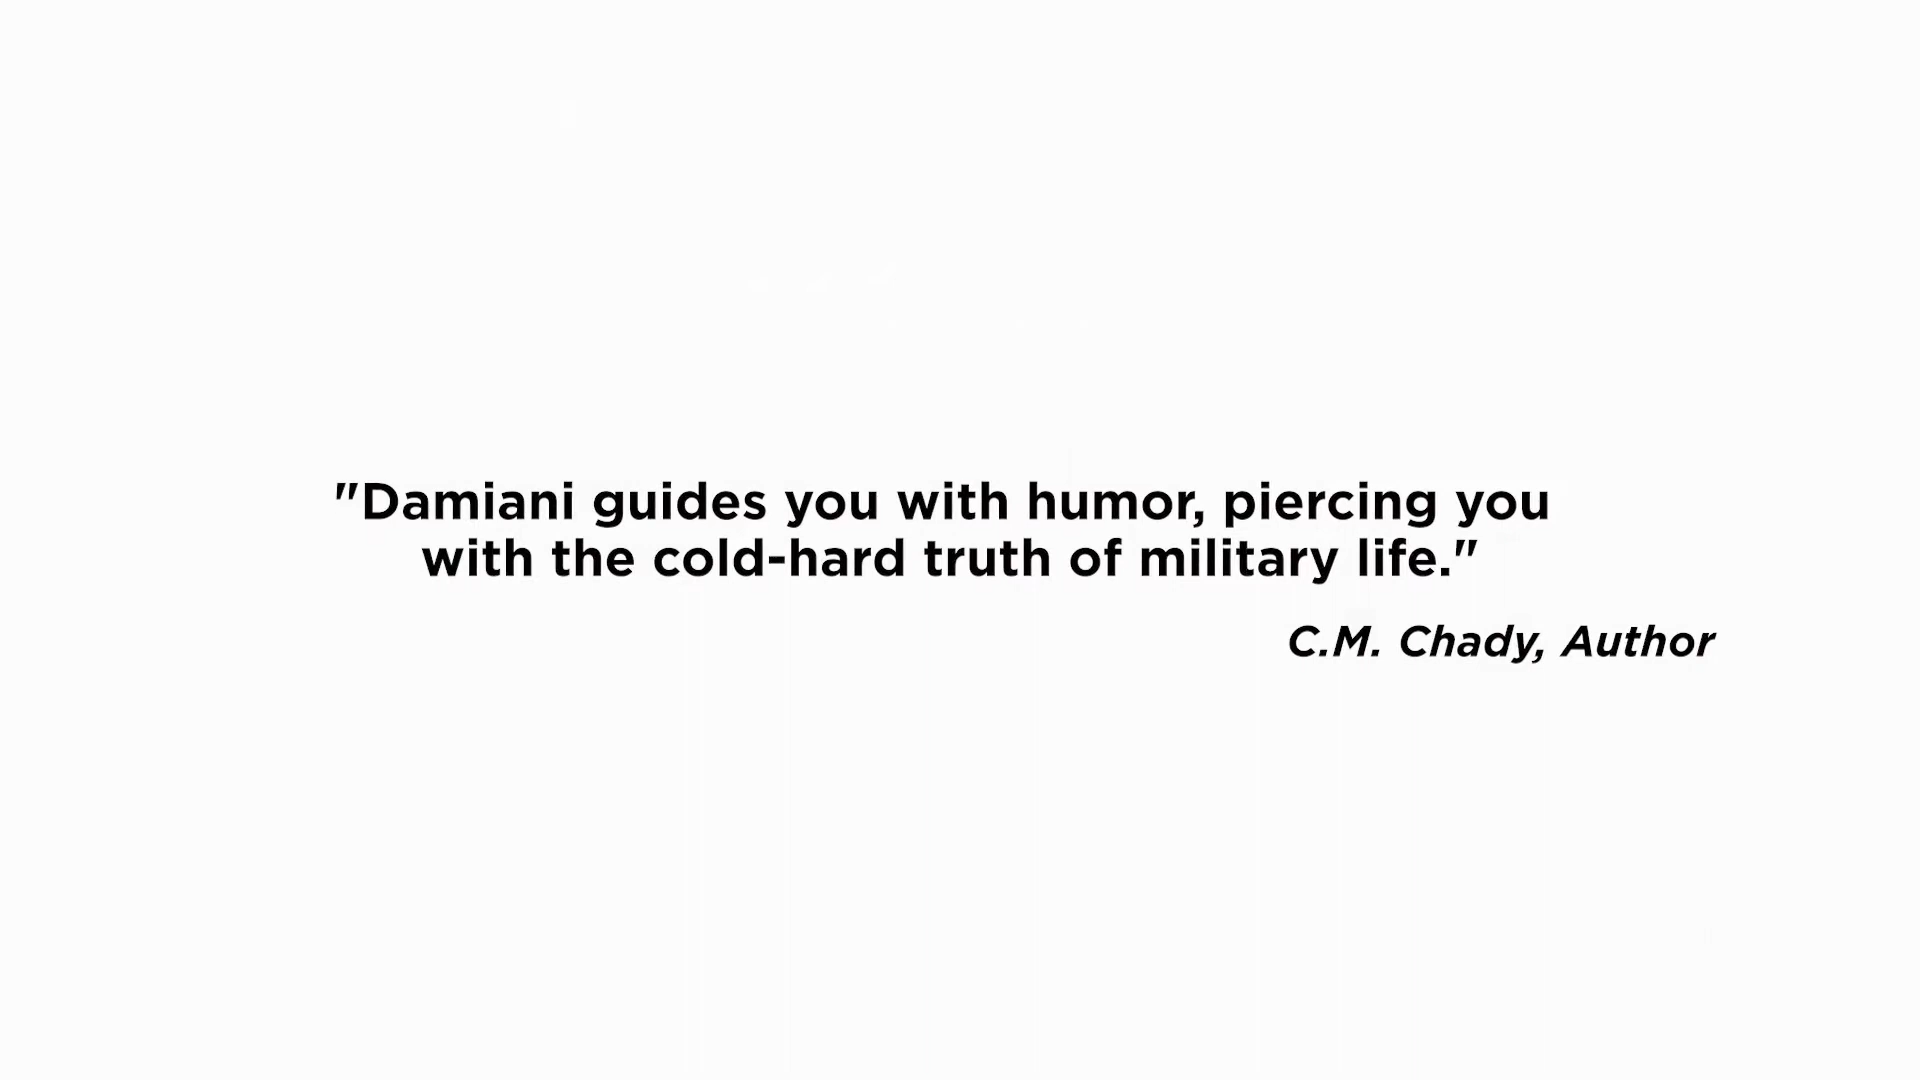 "Damiani guides you with humor, piercing you
with the cold-hard truth of military life."
C.M. Chady, Author